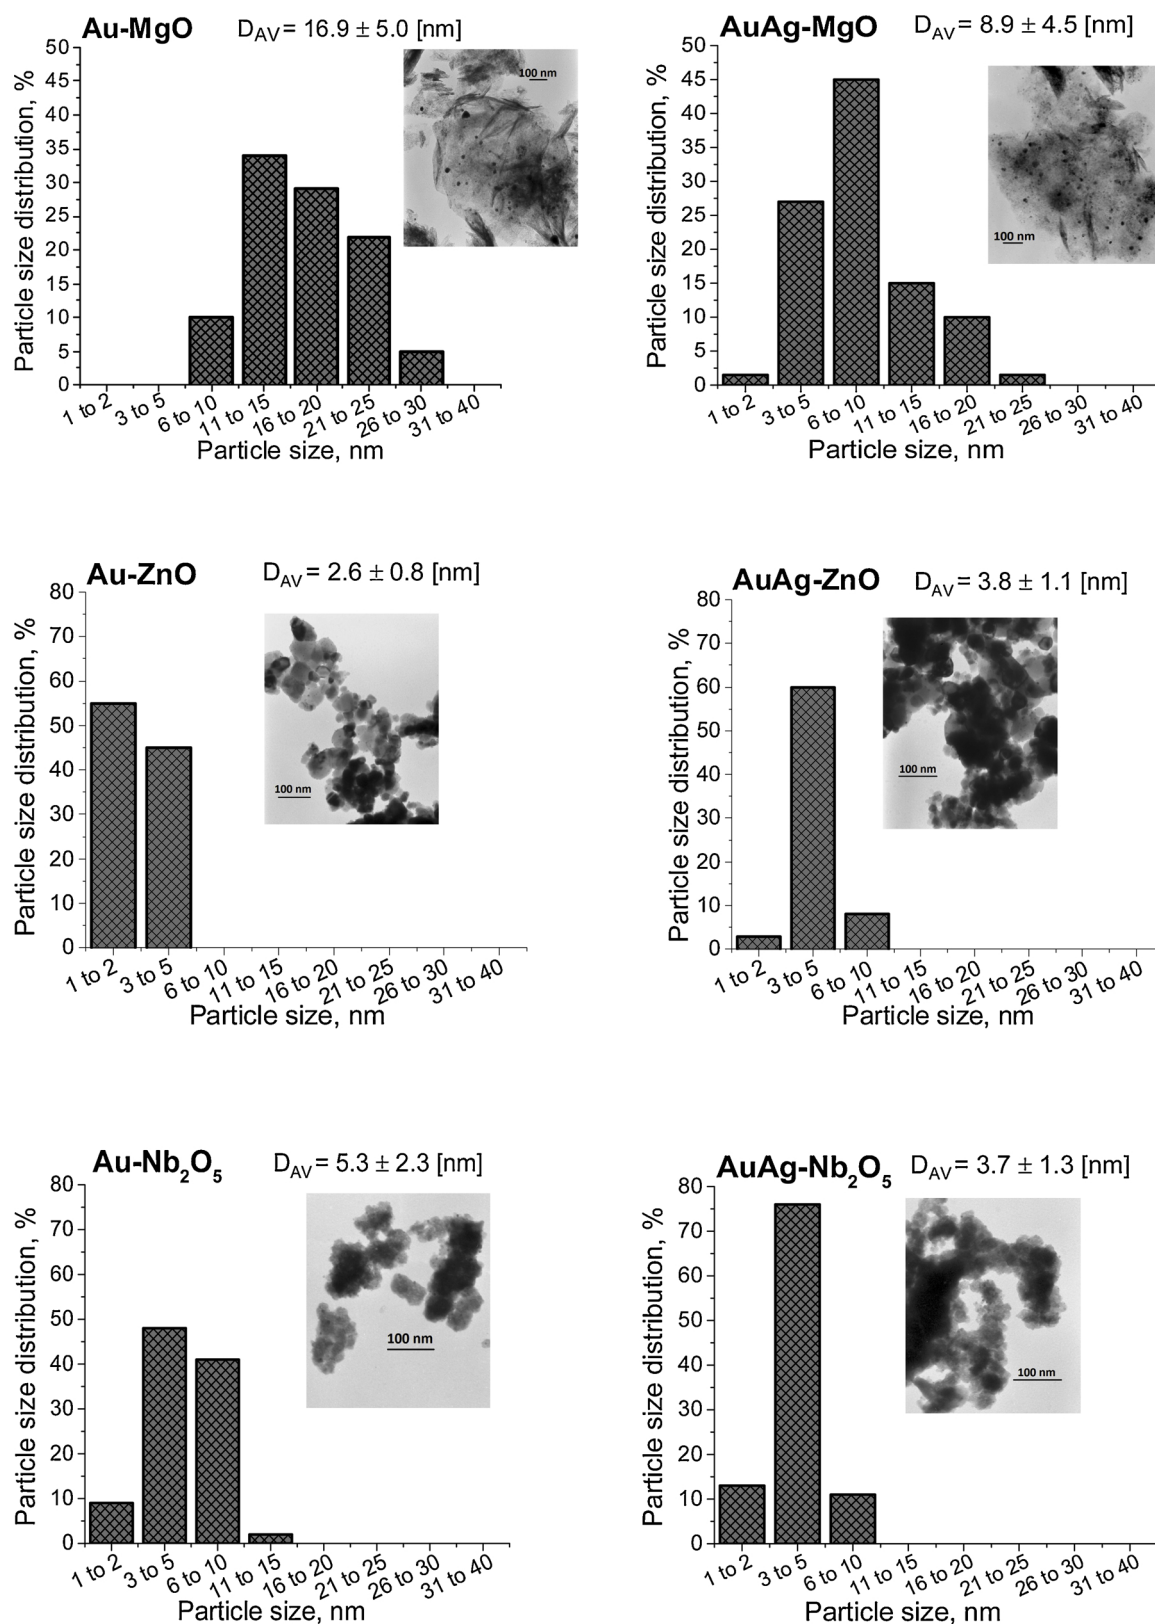 Au-MgO
D_AV = 16.9 ± 5.0 [nm]
Particle size distribution, %
50
45
40
35
30
25
20
15
10
5
0
100 nm
1 to 2
3 to 5
6 to 10
11 to 15
16 to 20
21 to 25
26 to 30
31 to 40
Particle size, nm
AuAg-MgO
D_AV = 8.9 ± 4.5 [nm]
Particle size distribution, %
50
45
40
35
30
25
20
15
10
5
0
100 nm
1 to 2
3 to 5
6 to 10
11 to 15
16 to 20
21 to 25
26 to 30
31 to 40
Particle size, nm
Au-ZnO
D_AV = 2.6 ± 0.8 [nm]
Particle size distribution, %
80
70
60
50
40
30
20
10
0
100 nm
1 to 2
3 to 5
6 to 10
11 to 15
16 to 20
21 to 25
26 to 30
31 to 40
Particle size, nm
AuAg-ZnO
D_AV = 3.8 ± 1.1 [nm]
Particle size distribution, %
80
70
60
50
40
30
20
10
0
100 nm
1 to 2
3 to 5
6 to 10
11 to 15
16 to 20
21 to 25
26 to 30
31 to 40
Particle size, nm
Au-Nb₂O₅
D_AV = 5.3 ± 2.3 [nm]
Particle size distribution, %
80
70
60
50
40
30
20
10
0
100 nm
1 to 2
3 to 5
6 to 10
11 to 15
16 to 20
21 to 25
26 to 30
31 to 40
Particle size, nm
AuAg-Nb₂O₅
D_AV = 3.7 ± 1.3 [nm]
Particle size distribution, %
80
70
60
50
40
30
20
10
0
100 nm
1 to 2
3 to 5
6 to 10
11 to 15
16 to 20
21 to 25
26 to 30
31 to 40
Particle size, nm